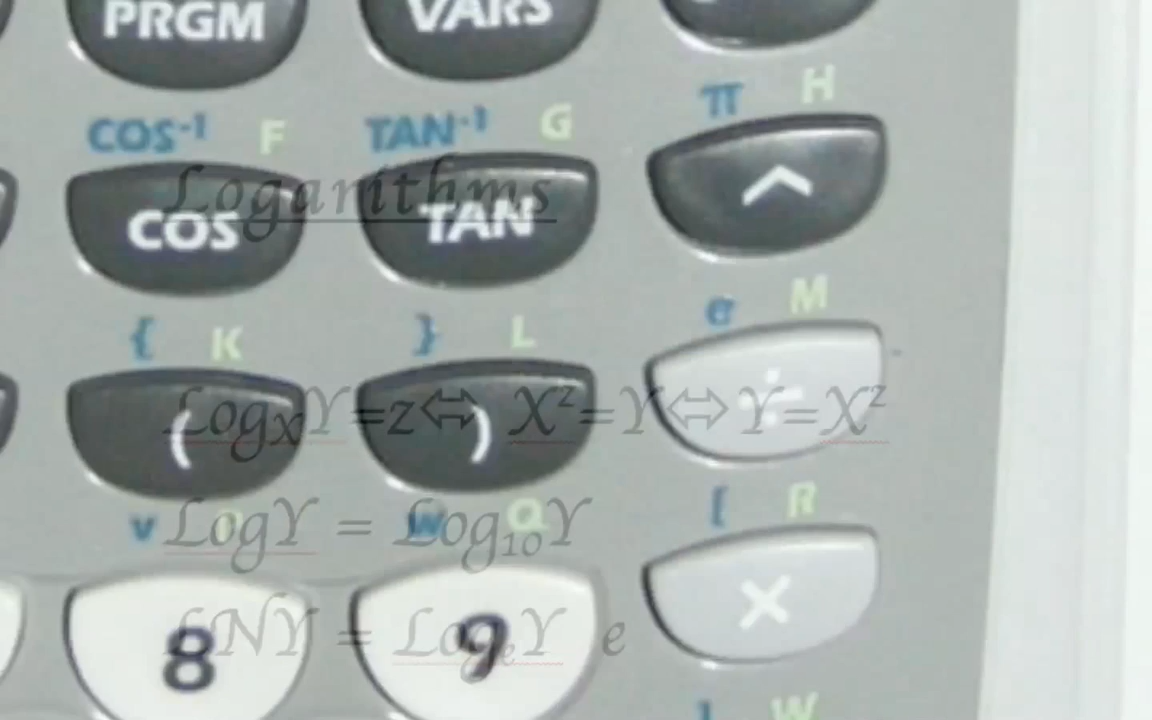 PRGM VARS
π H
COS⁻¹ F TAN⁻¹ G
Logarithms
COS TAN ^
e M
{ K } L
÷
LogₓY=z⇔ Xᶻ=Y⇔Y=Xᶻ
( )
[ R
v P w Q
LogY = Log₁₀Y
×
LNY = LogₑY e
8 9
] W